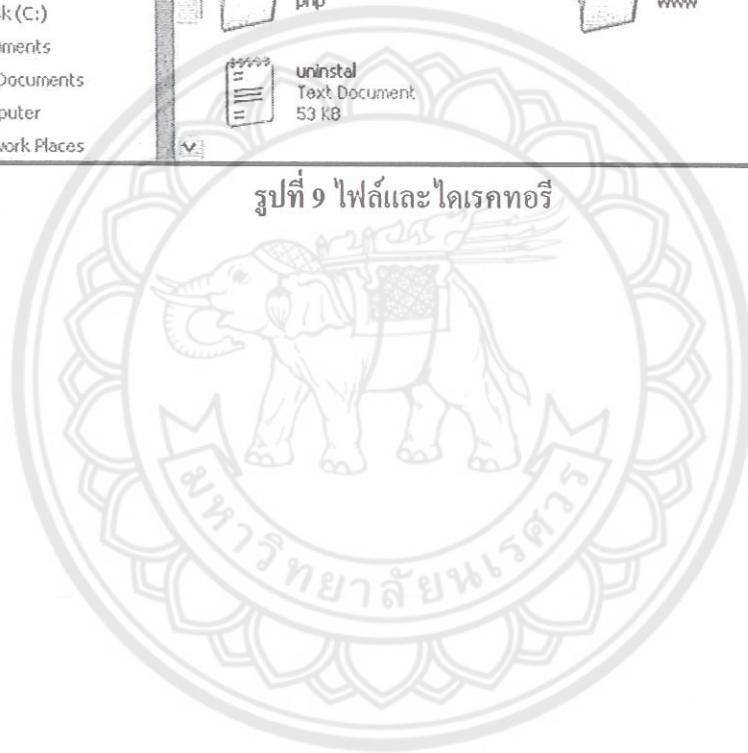 k (C:)
php
www
ments
Documents
uninstal
Text Document
puter
53 KB
work Places
รูปที่ 9 ไฟล์และไดเรคทอรี
มหาวิทยาลัยนเรศวร